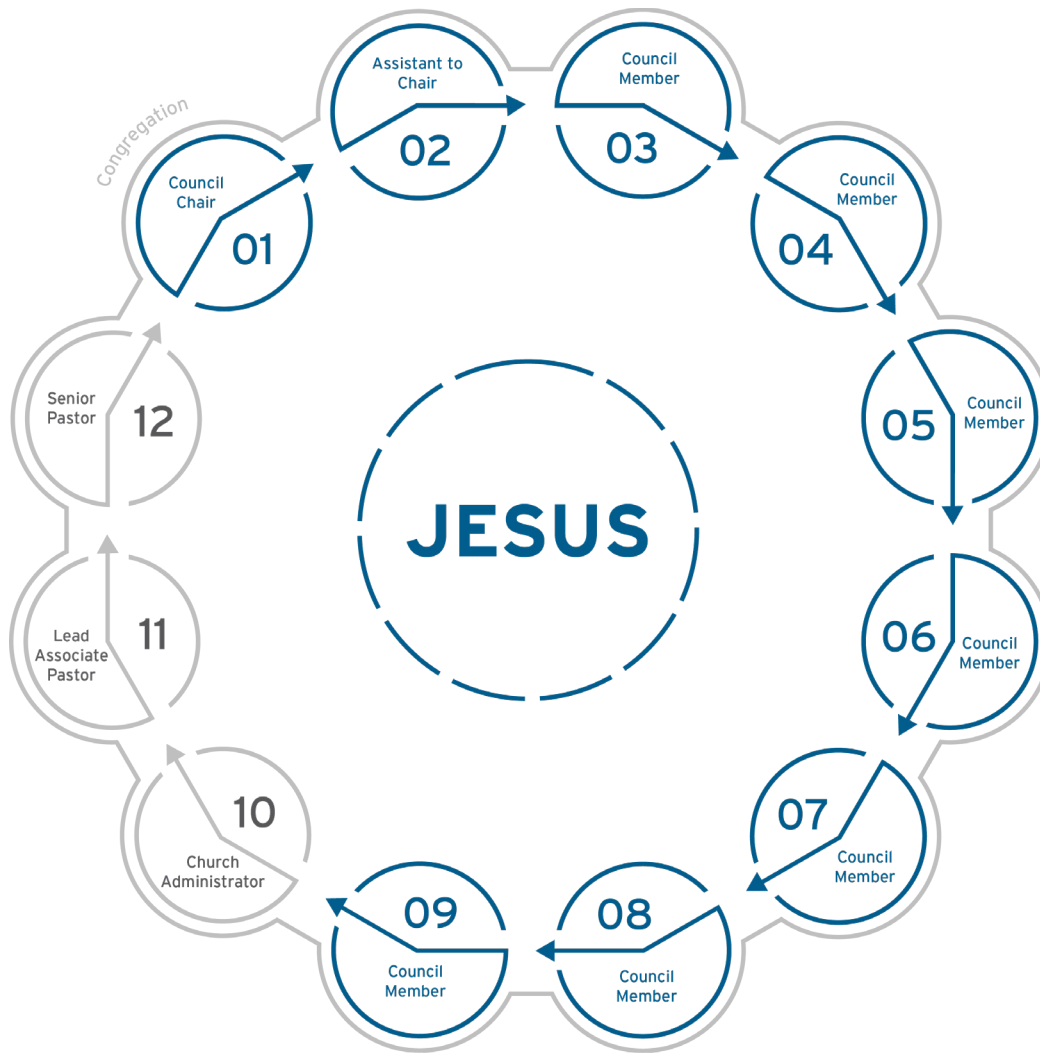 Congregation
Council
Chair
01
Assistant to
Chair
02
Council
Member
03
Council
Member
04
Council
Member
05
Council
Member
06
Council
Member
07
Council
Member
08
Council
Member
09
Church
Administrator
10
Lead
Associate
Pastor
11
Senior
Pastor
12
JESUS